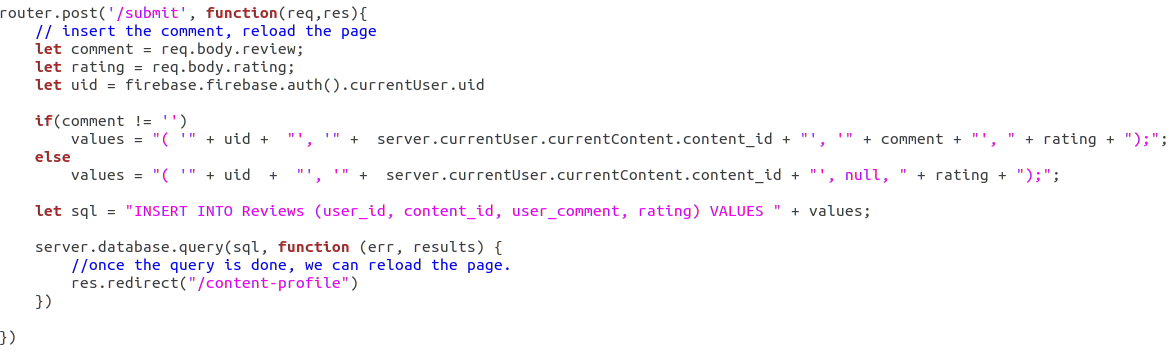 router.post('/submit', function(req,res){
    // insert the comment, reload the page
    let comment = req.body.review;
    let rating = req.body.rating;
    let uid = firebase.firebase.auth().currentUser.uid

    if(comment != '')
        values = "( '" + uid +  "', '" +  server.currentUser.currentContent.content_id + "', '" + comment + "', " + rating + ");";
    else
        values = "( '" + uid  +  "', '" +  server.currentUser.currentContent.content_id + "', null, " + rating + ");";

    let sql = "INSERT INTO Reviews (user_id, content_id, user_comment, rating) VALUES " + values;

    server.database.query(sql, function (err, results) {
        //once the query is done, we can reload the page.
        res.redirect("/content-profile")
    })

})